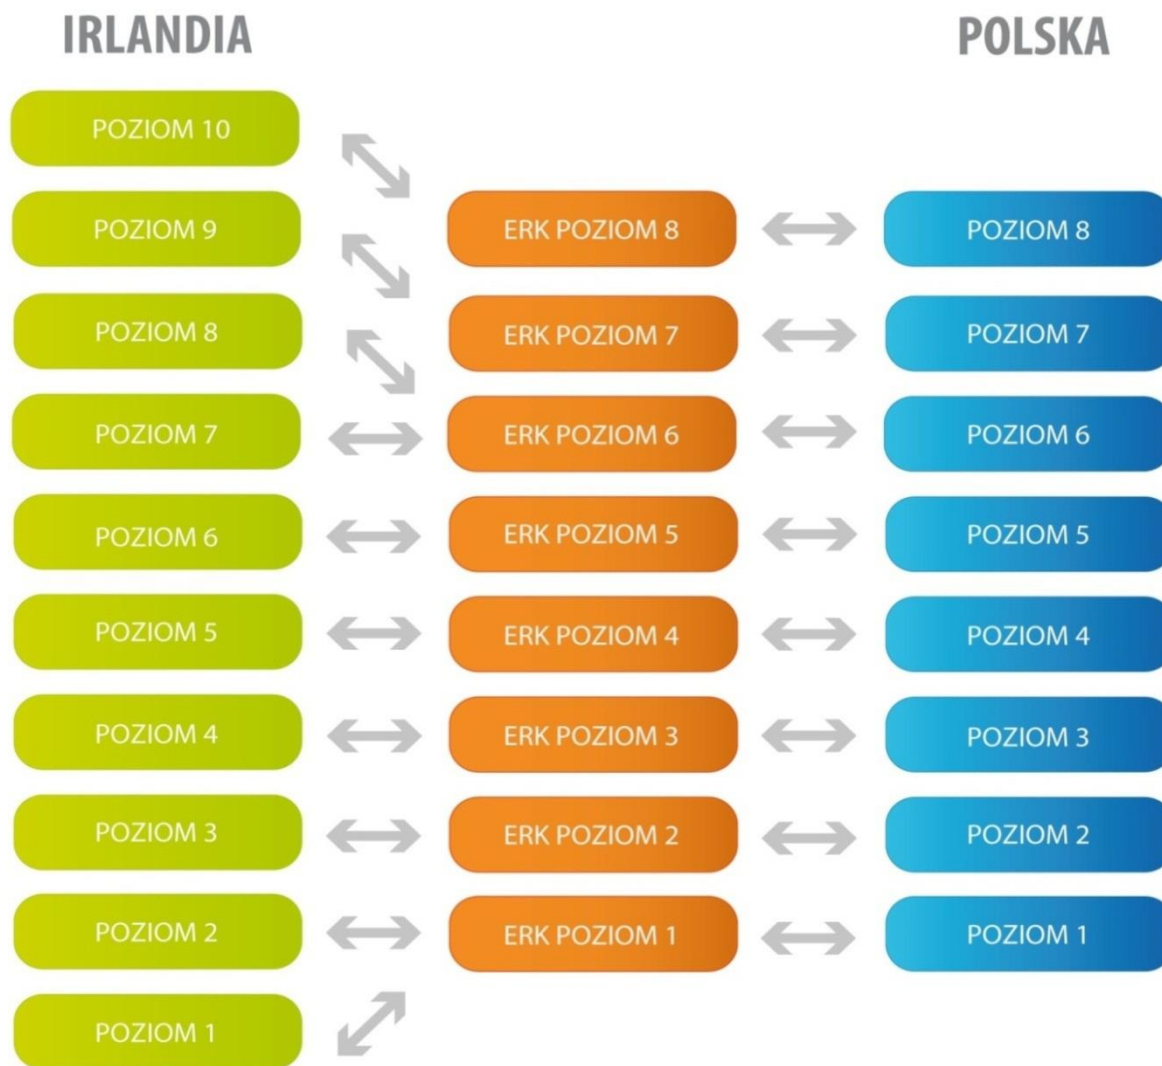 IRLANDIA
POLSKA
POZIOM 10
POZIOM 9
ERK POZIOM 8
POZIOM 8
POZIOM 8
ERK POZIOM 7
POZIOM 7
POZIOM 7
ERK POZIOM 6
POZIOM 6
POZIOM 6
ERK POZIOM 5
POZIOM 5
POZIOM 5
ERK POZIOM 4
POZIOM 4
POZIOM 4
ERK POZIOM 3
POZIOM 3
POZIOM 3
ERK POZIOM 2
POZIOM 2
POZIOM 2
ERK POZIOM 1
POZIOM 1
POZIOM 1